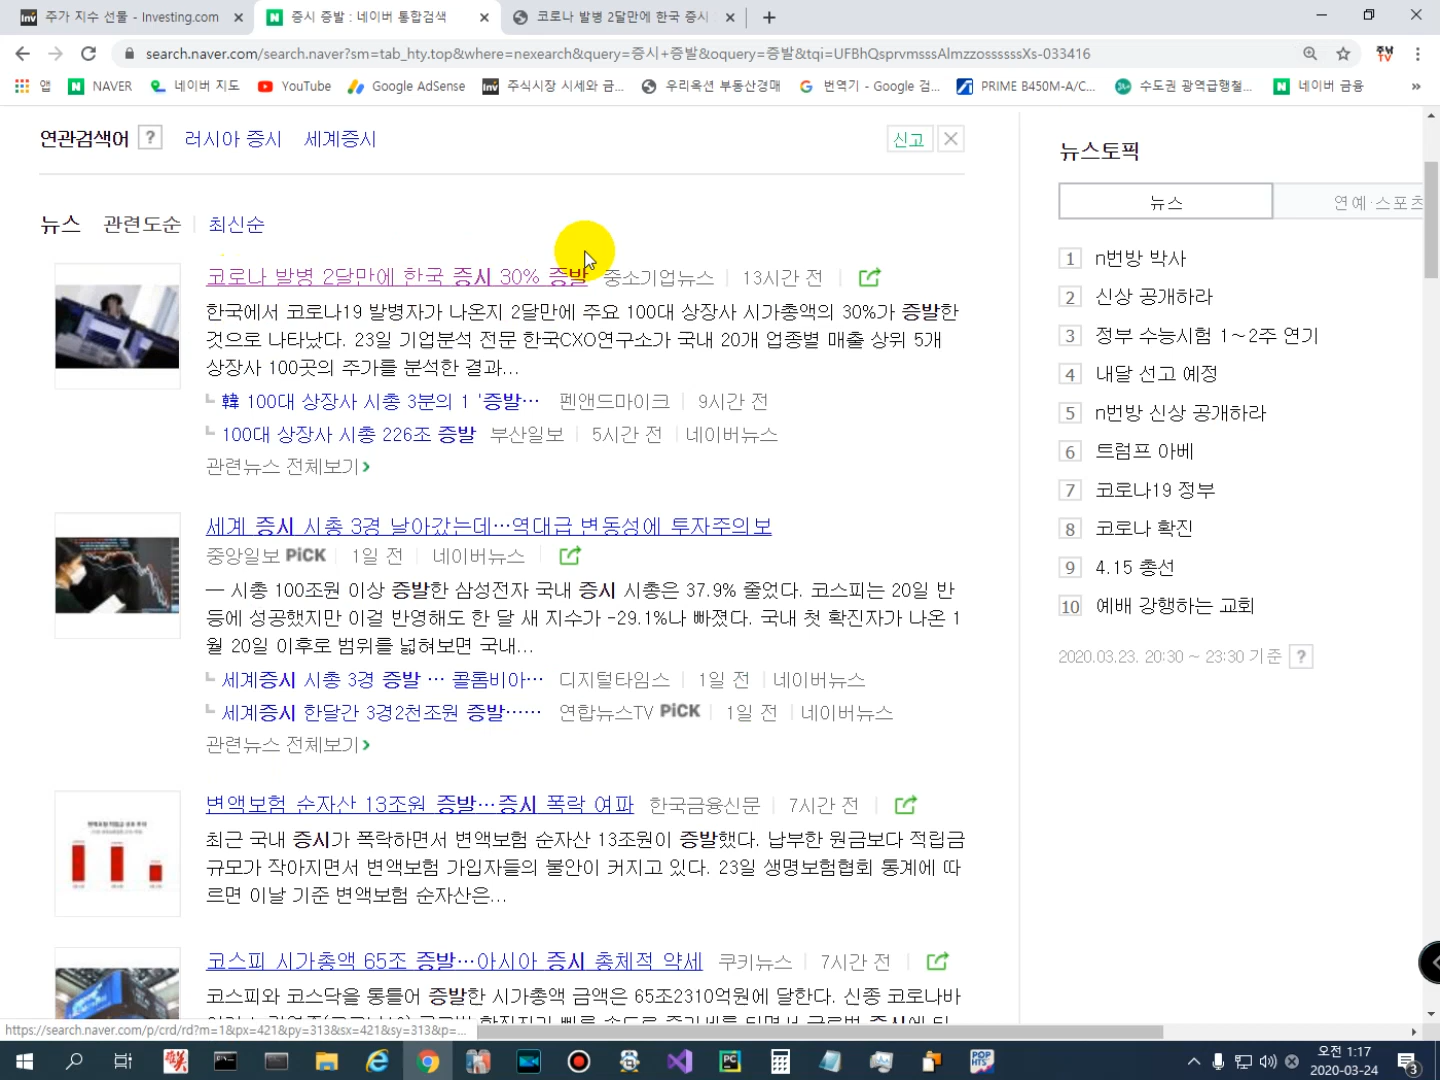 주가 지수 선물 - Investing.com
증시 증발 : 네이버 통합검색
코로나 발병 2달만에 한국 증시
search.naver.com/search.naver?sm=tab_hty.top&where=nexearch&query=증시+증발&oquery=증발&tqi=UFBhQsprvmsssAlmzzossssssXs-033416
앱
NAVER
네이버 지도
YouTube
Google AdSense
주식시장 시세와 금...
우리옥션 부동산경매
번역기 - Google 검...
PRIME B450M-A/C...
수도권 광역급행철...
네이버 금융
»
연관검색어 ? 러시아 증시 세계증시
신고
뉴스 관련도순 최신순
코로나 발병 2달만에 한국 증시 30% 증발 중소기업뉴스 13시간 전
한국에서 코로나19 발병자가 나온지 2달만에 주요 100대 상장사 시가총액의 30%가 증발한
것으로 나타났다. 23일 기업분석 전문 한국CXO연구소가 국내 20개 업종별 매출 상위 5개
상장사 100곳의 주가를 분석한 결과...
韓 100대 상장사 시총 3분의 1 '증발… 펜앤드마이크 9시간 전
100대 상장사 시총 226조 증발 부산일보 5시간 전 네이버뉴스
관련뉴스 전체보기
세계 증시 시총 3경 날아갔는데…역대급 변동성에 투자주의보
중앙일보 PiCK 1일 전 네이버뉴스
— 시총 100조원 이상 증발한 삼성전자 국내 증시 시총은 37.9% 줄었다. 코스피는 20일 반
등에 성공했지만 이걸 반영해도 한 달 새 지수가 -29.1%나 빠졌다. 국내 첫 확진자가 나온 1
월 20일 이후로 범위를 넓혀보면 국내...
세계증시 시총 3경 증발 … 콜롬비아… 디지털타임스 1일 전 네이버뉴스
세계증시 한달간 3경2천조원 증발…… 연합뉴스TV PiCK 1일 전 네이버뉴스
관련뉴스 전체보기
변액보험 순자산 13조원 증발…증시 폭락 여파 한국금융신문 7시간 전
최근 국내 증시가 폭락하면서 변액보험 순자산 13조원이 증발했다. 납부한 원금보다 적립금
규모가 작아지면서 변액보험 가입자들의 불안이 커지고 있다. 23일 생명보험협회 통계에 따
르면 이날 기준 변액보험 순자산은...
코스피 시가총액 65조 증발…아시아 증시 총체적 약세 쿠키뉴스 7시간 전
코스피와 코스닥을 통틀어 증발한 시가총액 금액은 65조2310억원에 달한다. 신종 코로나바
뉴스토픽
뉴스
연예·스포츠
1 n번방 박사
2 신상 공개하라
3 정부 수능시험 1~2주 연기
4 내달 선고 예정
5 n번방 신상 공개하라
6 트럼프 아베
7 코로나19 정부
8 코로나 확진
9 4.15 총선
10 예배 강행하는 교회
2020.03.23. 20:30 ~ 23:30 기준 ?
https://search.naver.com/p/crd/rd?m=1&px=421&py=313&sx=421&sy=313&p=...
오전 1:17
2020-03-24
3